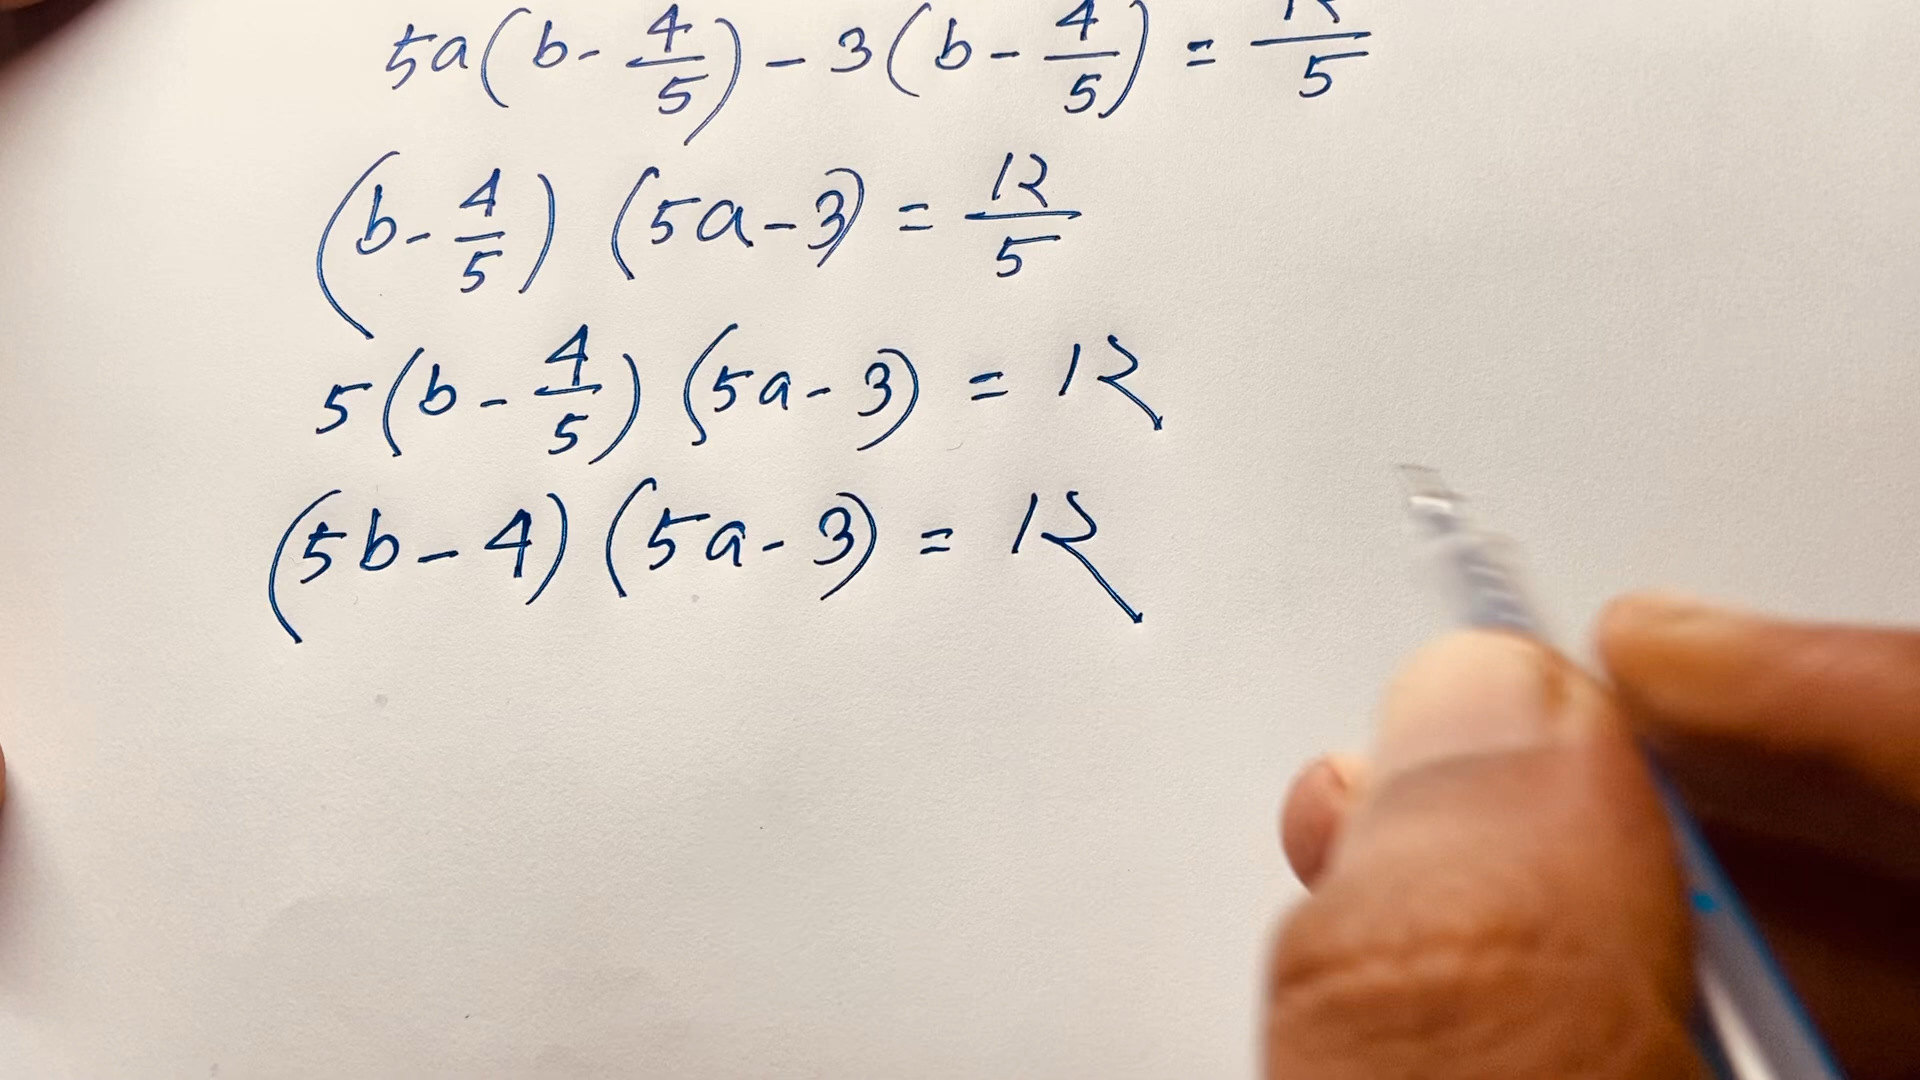 5a(b - 4/5) - 3(b - 4/5) = 12/5
(b - 4/5) (5a - 3) = 12/5
5(b - 4/5) (5a - 3) = 12
(5b - 4) (5a - 3) = 12